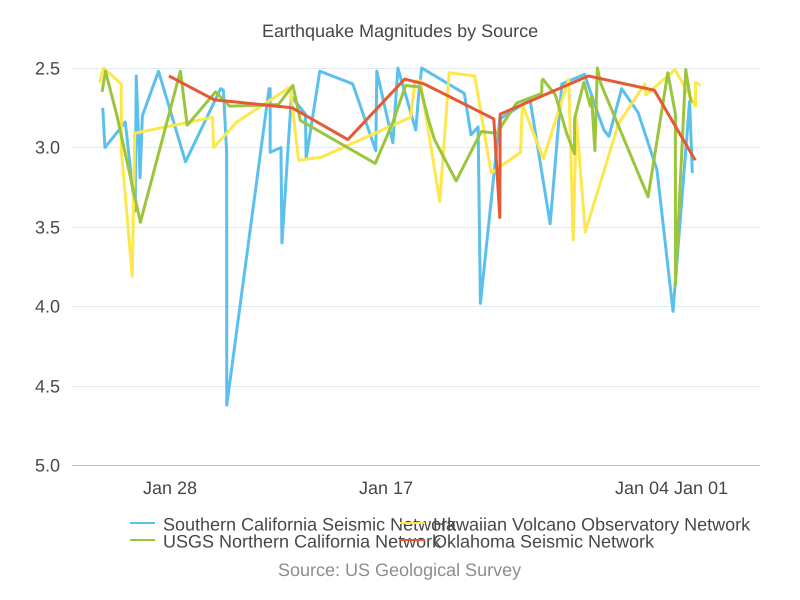 Earthquake Magnitudes by Source
2.5
3.0
3.5
4.0
4.5
5.0
Jan 28 Jan 17 Jan 04 Jan 01
Southern California Seismic Network Hawaiian Volcano Observatory Network
USGS Northern California Network Oklahoma Seismic Network
Source: US Geological Survey